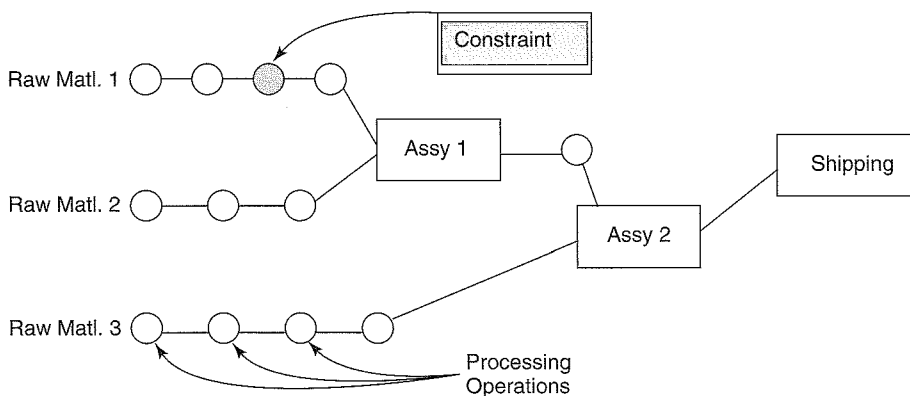 Constraint
Raw Matl. 1
Assy 1
Shipping
Raw Matl. 2
Assy 2
Raw Matl. 3
Processing
Operations